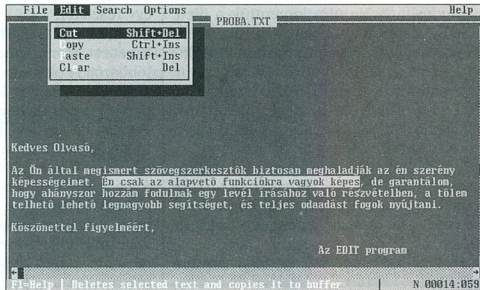 File Edit Search Options Help
PROBA.TXT
Cut Shift+Del
Copy Ctrl+Ins
Paste Shift+Ins
Clear Del
Kedves Olvasó,
Az Ön által megismert szövegszerkesztők biztosan meghaladják az én szerény
képességeimet. Én csak az alapvető funkciókra vagyok képes, de garantálom,
hogy ahányszor hozzám fodulnak egy levél írásához való részvételben, a tőlem
telhető lehető legnagyobb segítséget, és teljes odaadást fogok nyújtani.
Köszönettel figyelméért,
Az EDIT program
F1=Help | Deletes selected text and copies it to buffer | N 00014:059